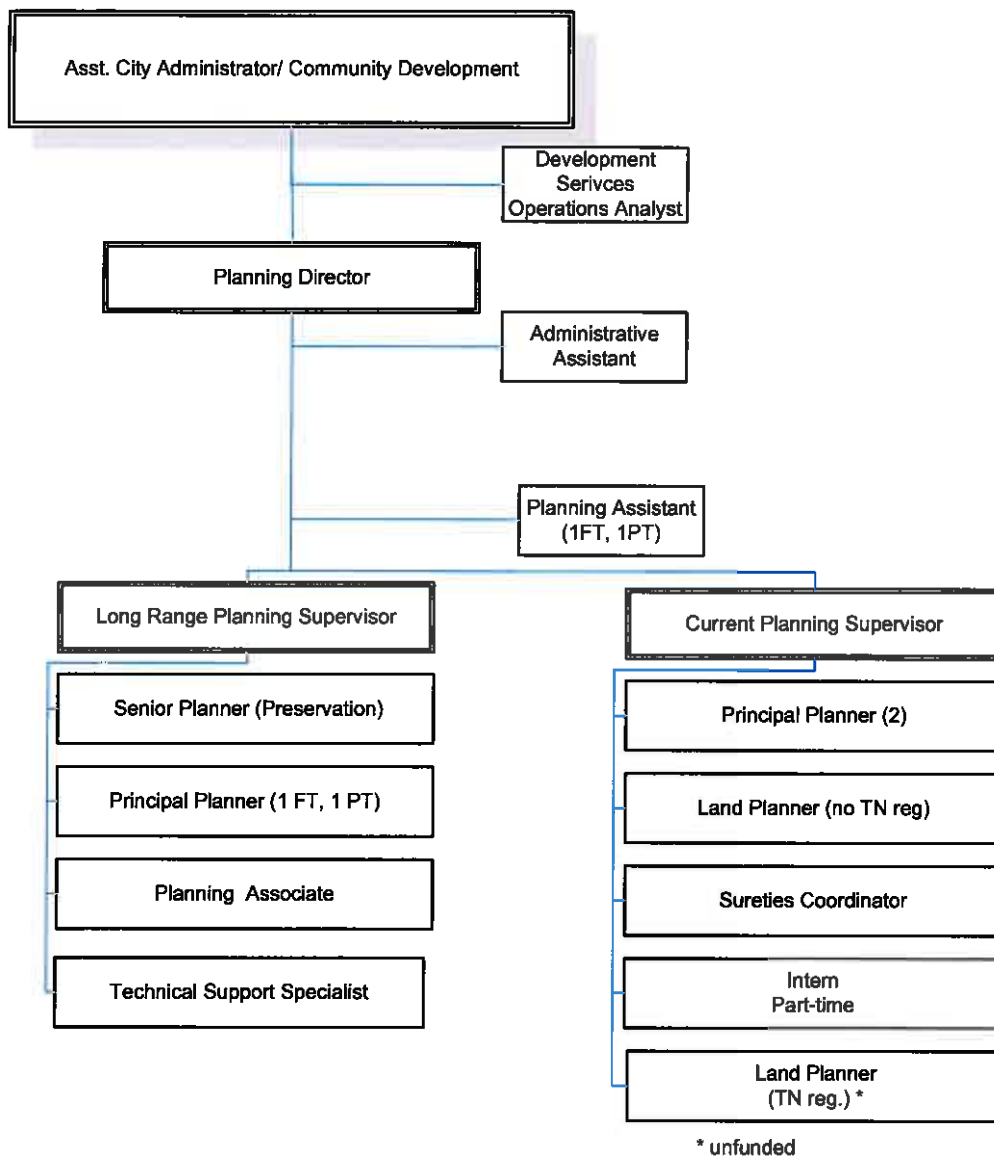 Asst. City Administrator/ Community Development
Development
Serivces
Operations Analyst
Planning Director
Administrative
Assistant
Planning Assistant
(1FT, 1PT)
Long Range Planning Supervisor
Current Planning Supervisor
Senior Planner (Preservation)
Principal Planner (1 FT, 1 PT)
Planning Associate
Technical Support Specialist
Principal Planner (2)
Land Planner (no TN reg)
Sureties Coordinator
Intern
Part-time
Land Planner
(TN reg.) *
* unfunded